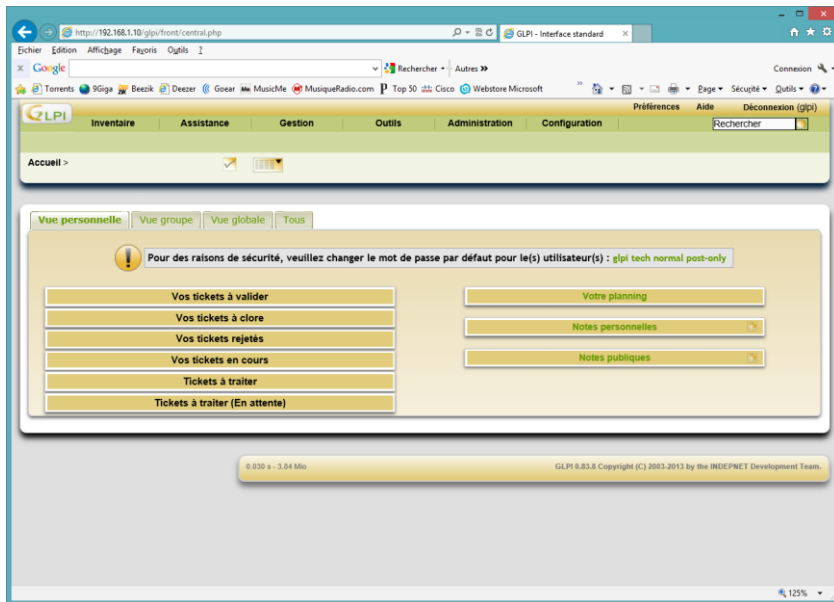 http://192.168.1.10/glpi/front/central.php
GLPI - Interface standard
Fichier Edition Affichage Favoris Outils ?
Google Rechercher Autres » Connexion
Torrents 9Giga Beezik Deezer Goear MusicMe MusiqueRadio.com Top 50 Cisco Webstore Microsoft » Page Sécurité Outils
GLPI Préférences Aide Déconnexion (glpi)
Inventaire Assistance Gestion Outils Administration Configuration Rechercher
Accueil >
Vue personnelle Vue groupe Vue globale Tous
Pour des raisons de sécurité, veuillez changer le mot de passe par défaut pour le(s) utilisateur(s) : glpi tech normal post-only
Vos tickets à valider
Vos tickets à clore
Vos tickets rejetés
Vos tickets en cours
Tickets à traiter
Tickets à traiter (En attente)
Votre planning
Notes personnelles
Notes publiques
0.030 s - 3.84 Mio GLPI 0.83.8 Copyright (C) 2003-2013 by the INDEPNET Development Team.
125%